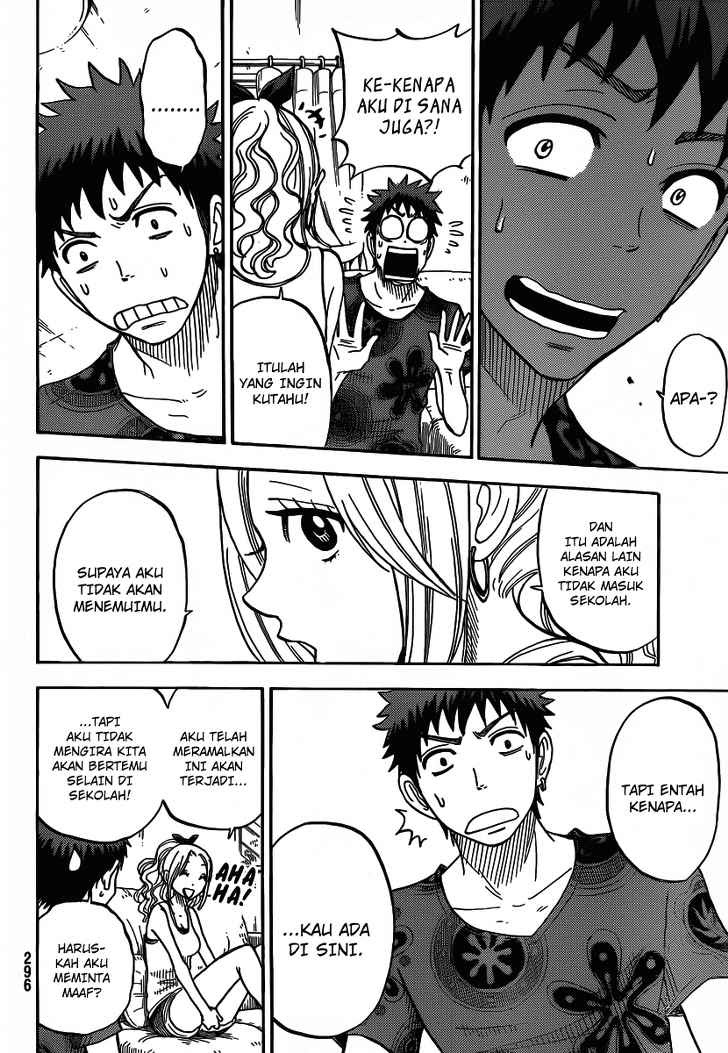 APA-?
KE-KENAPA
AKU DI SANA
JUGA?!
ITULAH
YANG INGIN
KUTAHU!
.........
DAN
ITU ADALAH
ALASAN LAIN
KENAPA AKU
TIDAK MASUK
SEKOLAH.
SUPAYA AKU
TIDAK AKAN
MENEMUIMU.
TAPI ENTAH
KENAPA...
...KAU ADA
DI SINI.
AKU TELAH
MERAMALKAN
INI AKAN
TERJADI...
...TAPI
AKU TIDAK
MENGIRA KITA
AKAN BERTEMU
SELAIN DI
SEKOLAH!
AHA
HA!
HARUS-
KAH AKU
MEMINTA
MAAF?
296